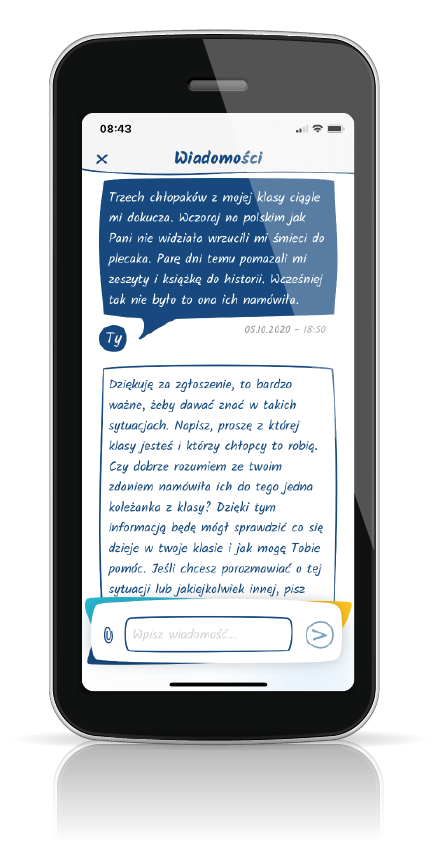 08:43
Wiadomości
Trzech chłopaków z mojej klasy ciągle
mi dokucza. Wczoraj na polskim jak
Pani nie widziała wrzucili mi śmieci do
plecaka. Parę dni temu pomazali mi
zeszyty i książkę do historii. Wcześniej
tak nie było to ona ich namówiła.
Ty
05.10.2020 - 18:50
Dziękuję za zgłoszenie, to bardzo
ważne, żeby dawać znać w takich
sytuacjach. Napisz, proszę z której
klasy jesteś i którzy chłopcy to robią.
Czy dobrze rozumiem ze twoim
zdaniem namówiła ich do tego jedna
koleżanka z klasy? Dzięki tym
informacją będę mógł sprawdzić co się
dzieje w twoje klasie i jak mogę Tobie
pomóc. Jeśli chcesz porozmawiać o tej
sytuacji lub jakiejkolwiek innej, pisz
Wpisz wiadomość...